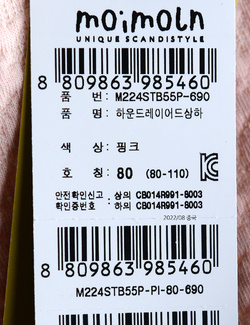 moimoln
UNIQUE SCANDISTYLE
8 809863 985460
품 번: M224STB55P-690
품 명: 하운드레이어드상하
색 상: 핑크
호 칭: 80 (80-110)
안전확인신고 : 상의 CB014R991-6003
확인증번호 : 하의 CB014R991-6003
2022/08 중국
8 809863 985460
M224STB55P-PI-80-690